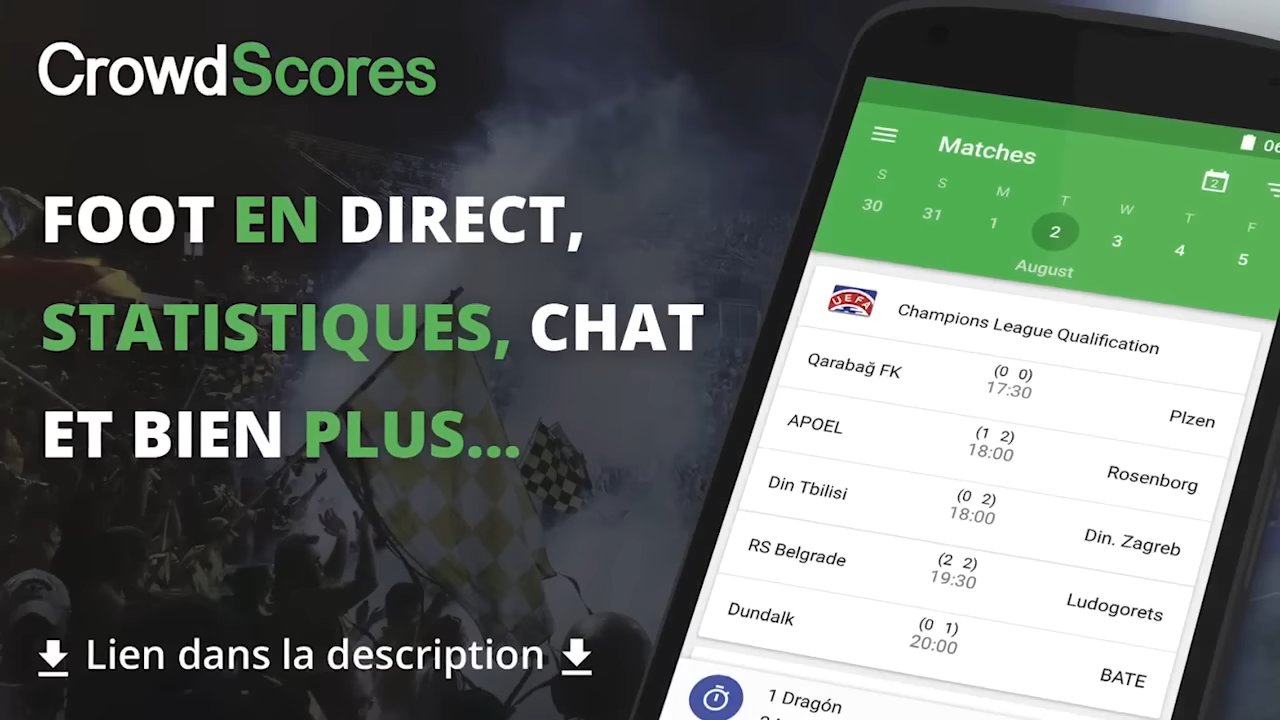 CrowdScores
FOOT EN DIRECT,
STATISTIQUES, CHAT
ET BIEN PLUS...
Lien dans la description
06
Matches
2
S S M T W T F
30 31 1 2 3 4 5
August
UEFA
Champions League Qualification
Qarabağ FK (0 0) 17:30 Plzen
APOEL (1 2) 18:00 Rosenborg
Din Tbilisi (0 2) 18:00 Din. Zagreb
RS Belgrade (2 2) 19:30 Ludogorets
Dundalk (0 1) 20:00 BATE
1 Dragón